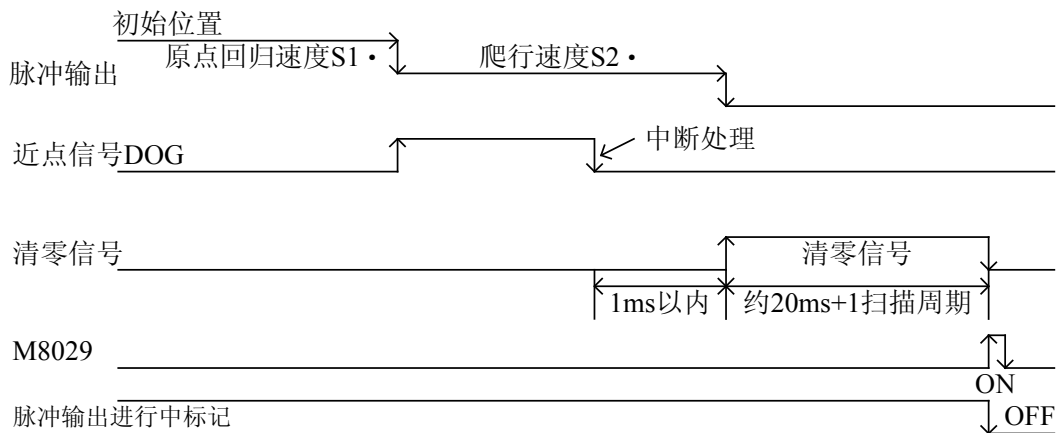 初始位置
原点回归速度S1·
爬行速度S2·
脉冲输出
中断处理
近点信号DOG
清零信号
清零信号
1ms以内
约20ms+1扫描周期
M8029
ON
脉冲输出进行中标记
OFF